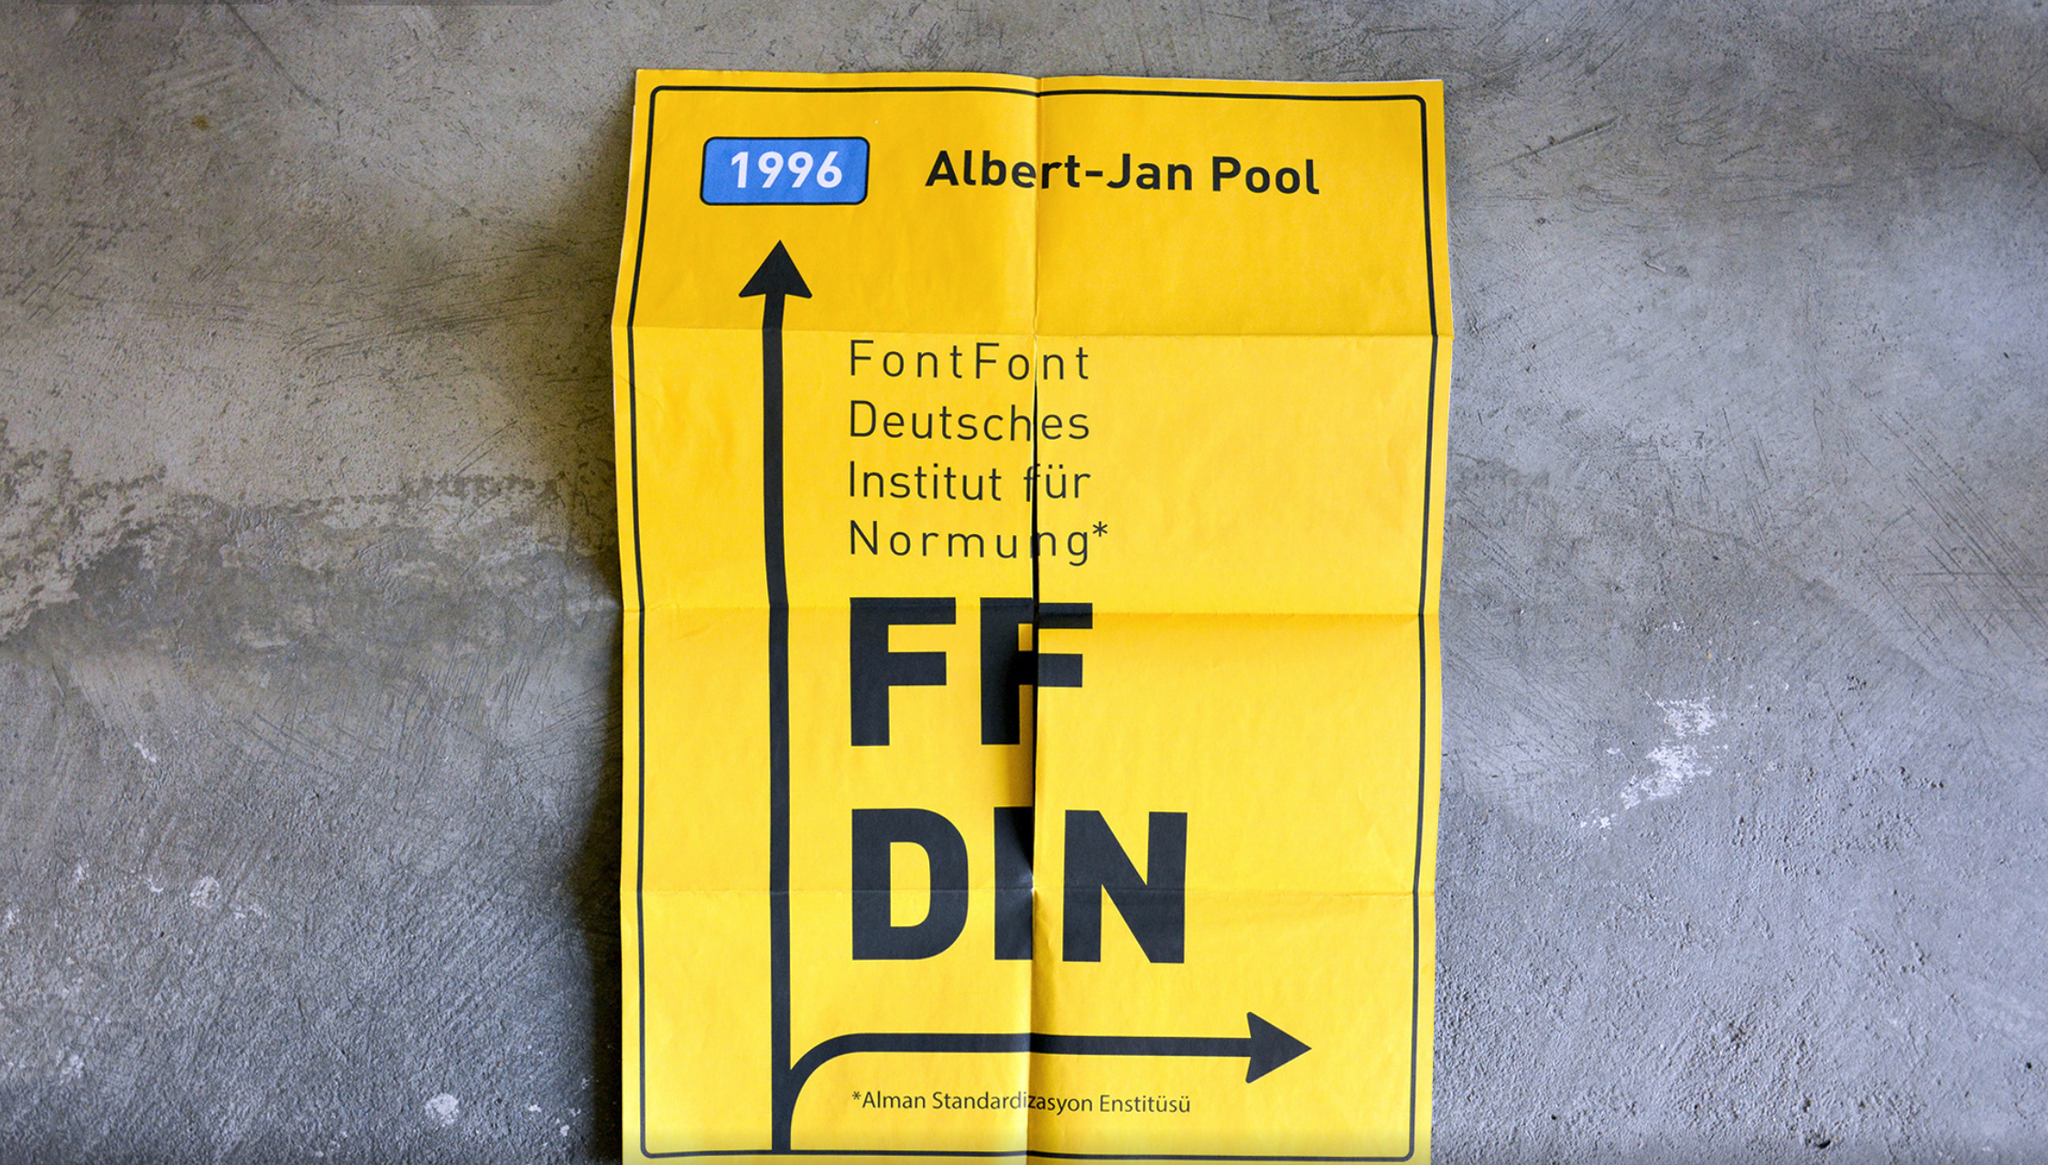 1996 Albert-Jan Pool
FontFont
Deutsches
Institut für
Normung*
FF
DIN
*Alman Standardizasyon Enstitüsü